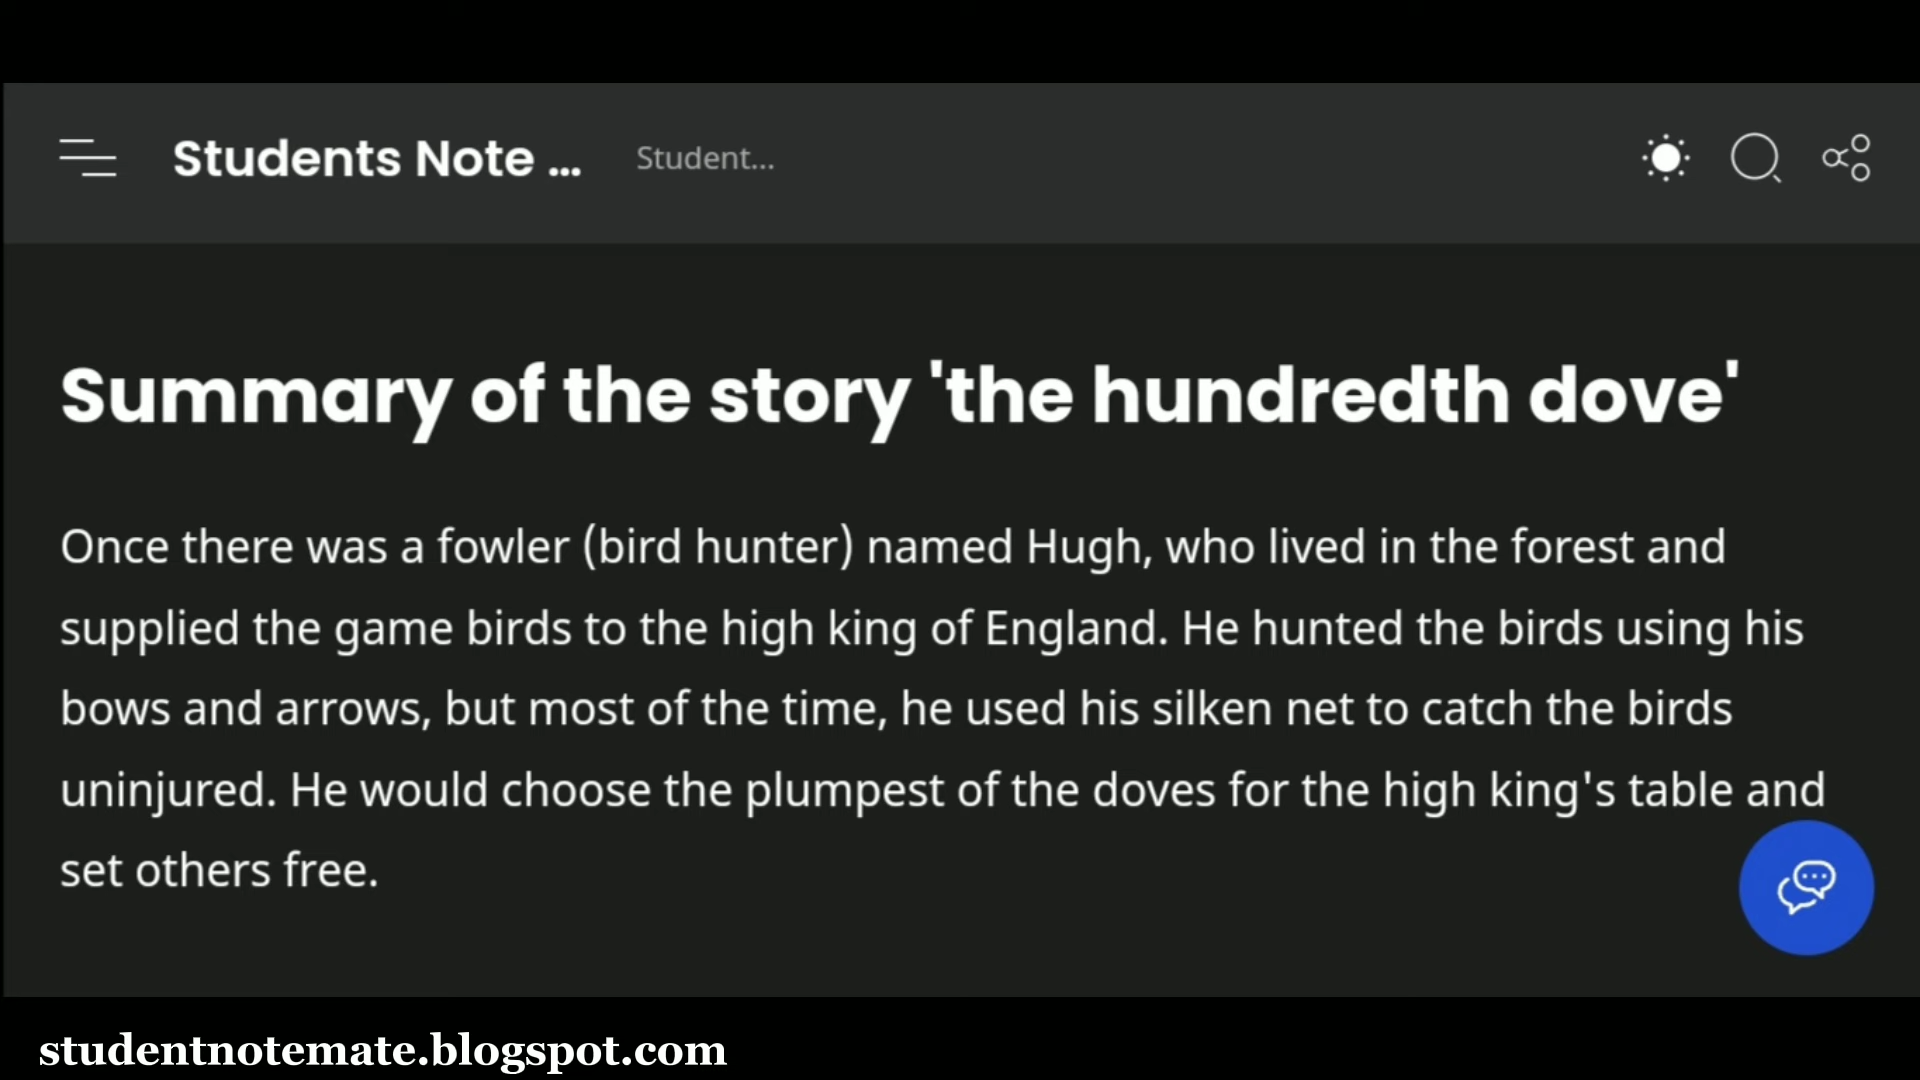 Students Note ... Student...
Summary of the story 'the hundredth dove'
Once there was a fowler (bird hunter) named Hugh, who lived in the forest and
supplied the game birds to the high king of England. He hunted the birds using his
bows and arrows, but most of the time, he used his silken net to catch the birds
uninjured. He would choose the plumpest of the doves for the high king's table and
set others free.
studentnotemate.blogspot.com